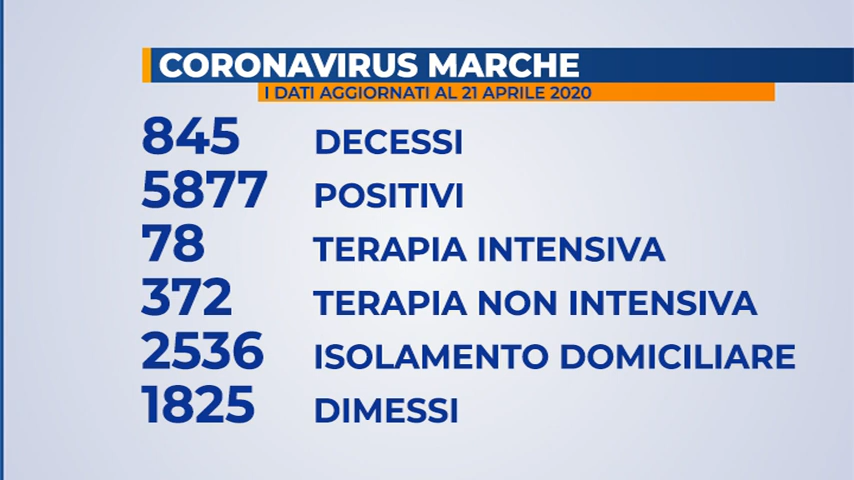 CORONAVIRUS MARCHE
I DATI AGGIORNATI AL 21 APRILE 2020
845 DECESSI
5877 POSITIVI
78 TERAPIA INTENSIVA
372 TERAPIA NON INTENSIVA
2536 ISOLAMENTO DOMICILIARE
1825 DIMESSI